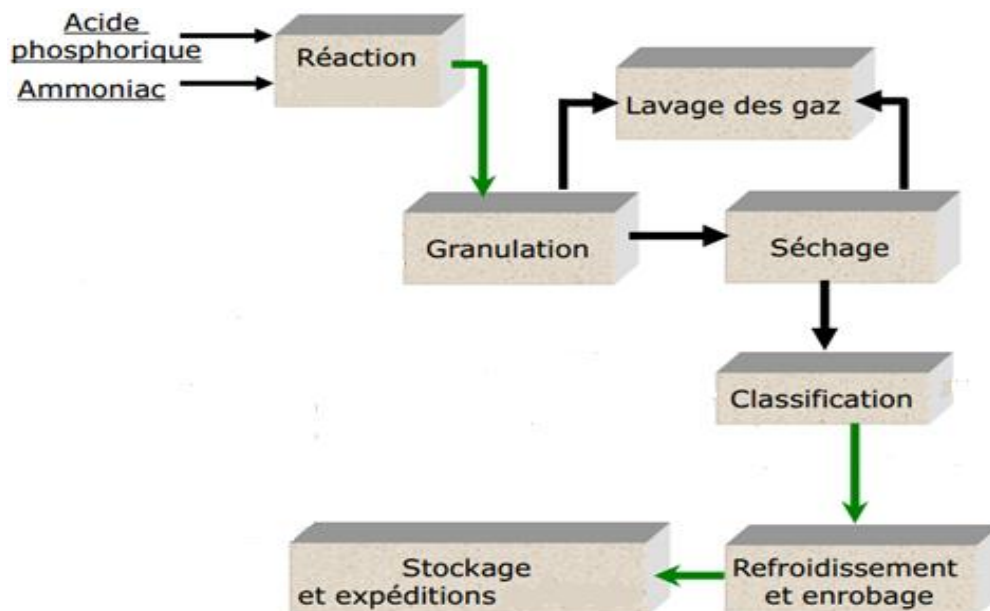 Acide
phosphorique
Ammoniac
Réaction
Lavage des gaz
Granulation
Séchage
Classification
Stockage
et expéditions
Refroidissement
et enrobage